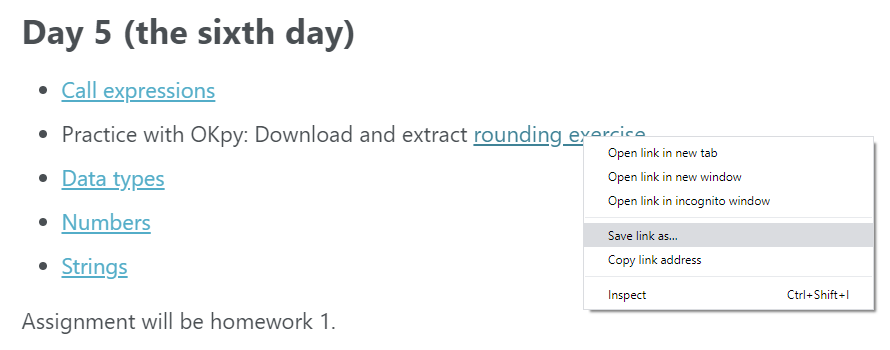 Day 5 (the sixth day)
Call expressions
Practice with OKpy: Download and extract rounding exercise
Open link in new tab
Open link in new window
Open link in incognito window
Save link as...
Copy link address
Inspect Ctrl+Shift+I
Data types
Numbers
Strings
Assignment will be homework 1.